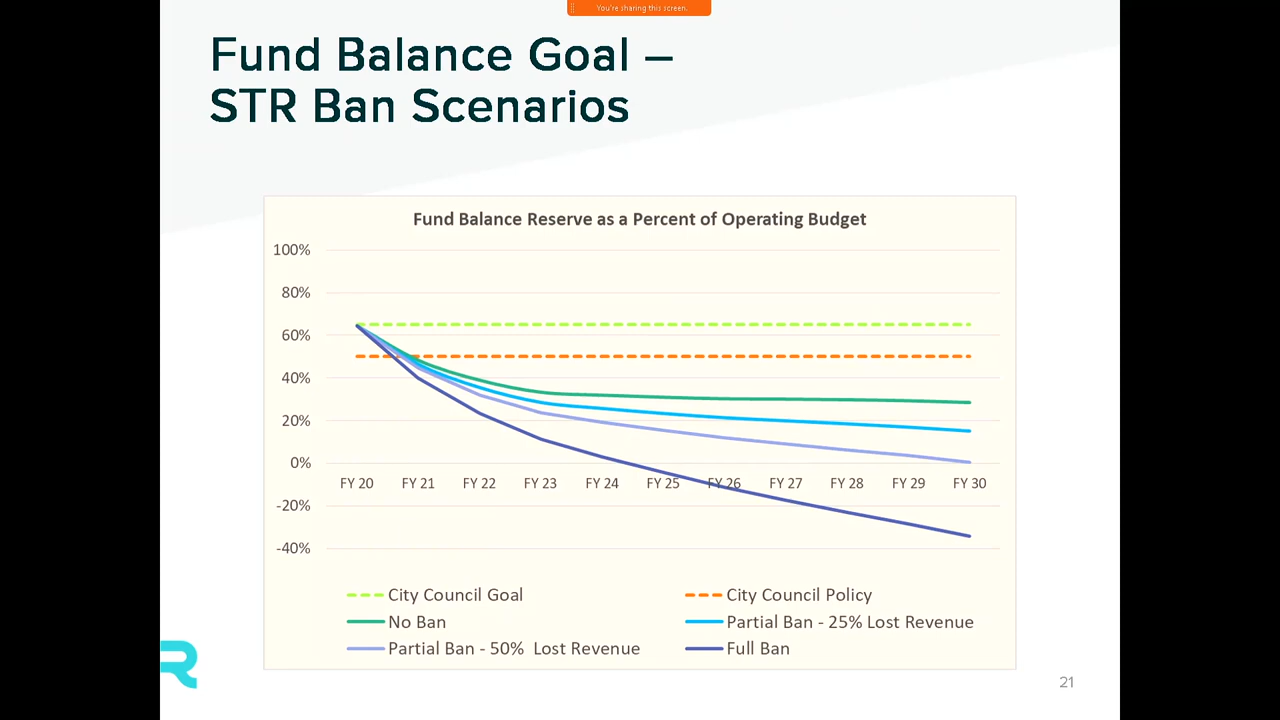 You're sharing this screen.
Fund Balance Goal –
STR Ban Scenarios
Fund Balance Reserve as a Percent of Operating Budget
100%
80%
60%
40%
20%
0%
-20%
-40%
FY 20 FY 21 FY 22 FY 23 FY 24 FY 25 FY 26 FY 27 FY 28 FY 29 FY 30
City Council Goal City Council Policy
No Ban Partial Ban - 25% Lost Revenue
Partial Ban - 50% Lost Revenue Full Ban
R
21